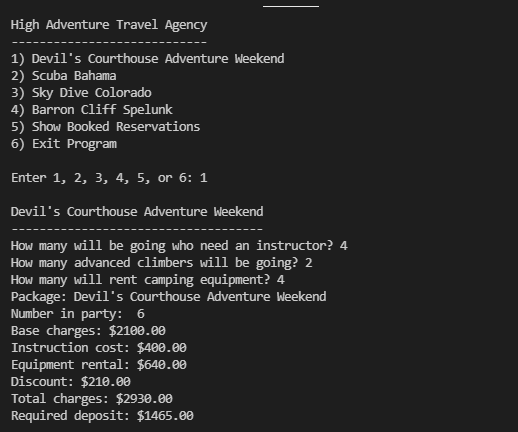 High Adventure Travel Agency
----------------------------
1) Devil's Courthouse Adventure Weekend
2) Scuba Bahama
3) Sky Dive Colorado
4) Barron Cliff Spelunk
5) Show Booked Reservations
6) Exit Program
Enter 1, 2, 3, 4, 5, or 6: 1
Devil's Courthouse Adventure Weekend
------------------------------------
How many will be going who need an instructor? 4
How many advanced climbers will be going? 2
How many will rent camping equipment? 4
Package: Devil's Courthouse Adventure Weekend
Number in party:  6
Base charges: $2100.00
Instruction cost: $400.00
Equipment rental: $640.00
Discount: $210.00
Total charges: $2930.00
Required deposit: $1465.00